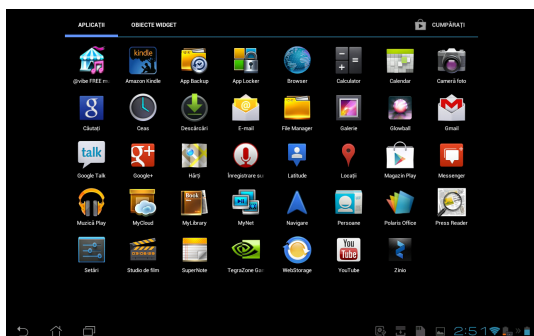 APLICAȚII OBIECTE WIDGET CUMPĂRAȚI
@vibe FREE m Amazon Kindle App Backup App Locker Browser Calculator Calendar Cameră foto
Căutați Ceas Descărcări E-mail File Manager Galerie Glowball Gmail
Google Talk Google+ Hărți Înregistrare su Latitude Locații Magazin Play Messenger
Muzică Play MyCloud MyLibrary MyNet Navigare Persoane Polaris Office Press Reader
Setări Studio de film SuperNote TegraZone Ga WebStorage YouTube Zinio
kindle
talk
g+
Book
You Tube
2:51